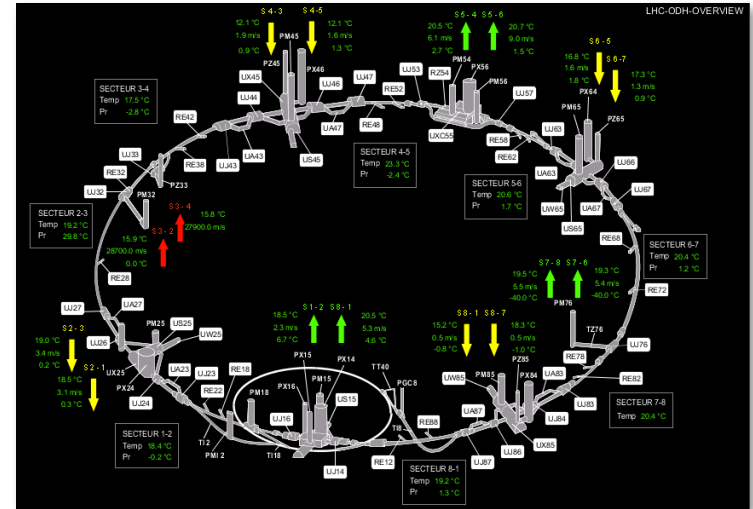 LHC-ODH-OVERVIEW
S 4 - 3
S 4 - 5
12.1 °C
1.9 m/s
0.9 °C
PM45
PZ45
PX46
12.1 °C
1.6 m/s
1.3 °C
S 5 - 4
S 5 - 6
20.5 °C
6.1 m/s
2.7 °C
20.7 °C
9.0 m/s
1.5 °C
PM54
PX56
PM56
S 6 - 5
S 6 - 7
16.8 °C
1.6 m/s
1.8 °C
17.3 °C
1.3 m/s
0.9 °C
PX64
PM65
PZ65
UX45
UJ46
UJ47
UJ44
RE52
UJ53
RZ54
UJ57
UA47
RE48
UXC55
UJ43
UA43
US45
RE42
RE38
SECTEUR 3-4
Temp 17.5 °C
Pr -2.8 °C
SECTEUR 4-5
Temp 23.3 °C
Pr -2.4 °C
RE58
RE62
UJ63
UA63
UJ66
UJ67
UW65
UA67
US65
SECTEUR 5-6
Temp 20.6 °C
Pr 1.7 °C
UJ33
RE32
PZ33
UJ32
PM32
SECTEUR 2-3
Temp 19.2 °C
Pr 29.8 °C
S 3 - 4
S 3 - 2
15.8 °C
27900.0 m/s
15.9 °C
28700.0 m/s
0.0 °C
RE28
RE68
SECTEUR 6-7
Temp 20.4 °C
Pr 1.2 °C
RE72
S 7 - 8
S 7 - 6
19.5 °C
5.5 m/s
-40.0 °C
19.3 °C
5.4 m/s
-40.0 °C
PM76
TZ76
UJ76
RE78
UJ27
UA27
UJ26
PM25
US25
UW25
UX25
PX24
UA23
UJ23
UJ24
S 2 - 3
S 2 - 1
19.0 °C
3.4 m/s
0.2 °C
18.5 °C
3.1 m/s
0.3 °C
S 1 - 2
S 8 - 1
18.5 °C
2.3 m/s
6.7 °C
20.5 °C
5.3 m/s
4.6 °C
PX15
PX14
PX16
PM15
PM18
US15
UJ16
UJ14
RE18
RE22
TT40
PGC8
TI8
TI 2
PMI 2
TI18
RE12
RE88
S 8 - 1
S 8 - 7
15.2 °C
0.5 m/s
-0.8 °C
18.3 °C
0.5 m/s
-1.0 °C
PZ85
PM85
PX84
UW85
UA83
RE82
UJ83
UJ84
UA87
UX85
UJ86
UJ87
SECTEUR 7-8
Temp 20.4 °C
SECTEUR 1-2
Temp 18.4 °C
Pr -0.2 °C
SECTEUR 8-1
Temp 19.2 °C
Pr 1.3 °C